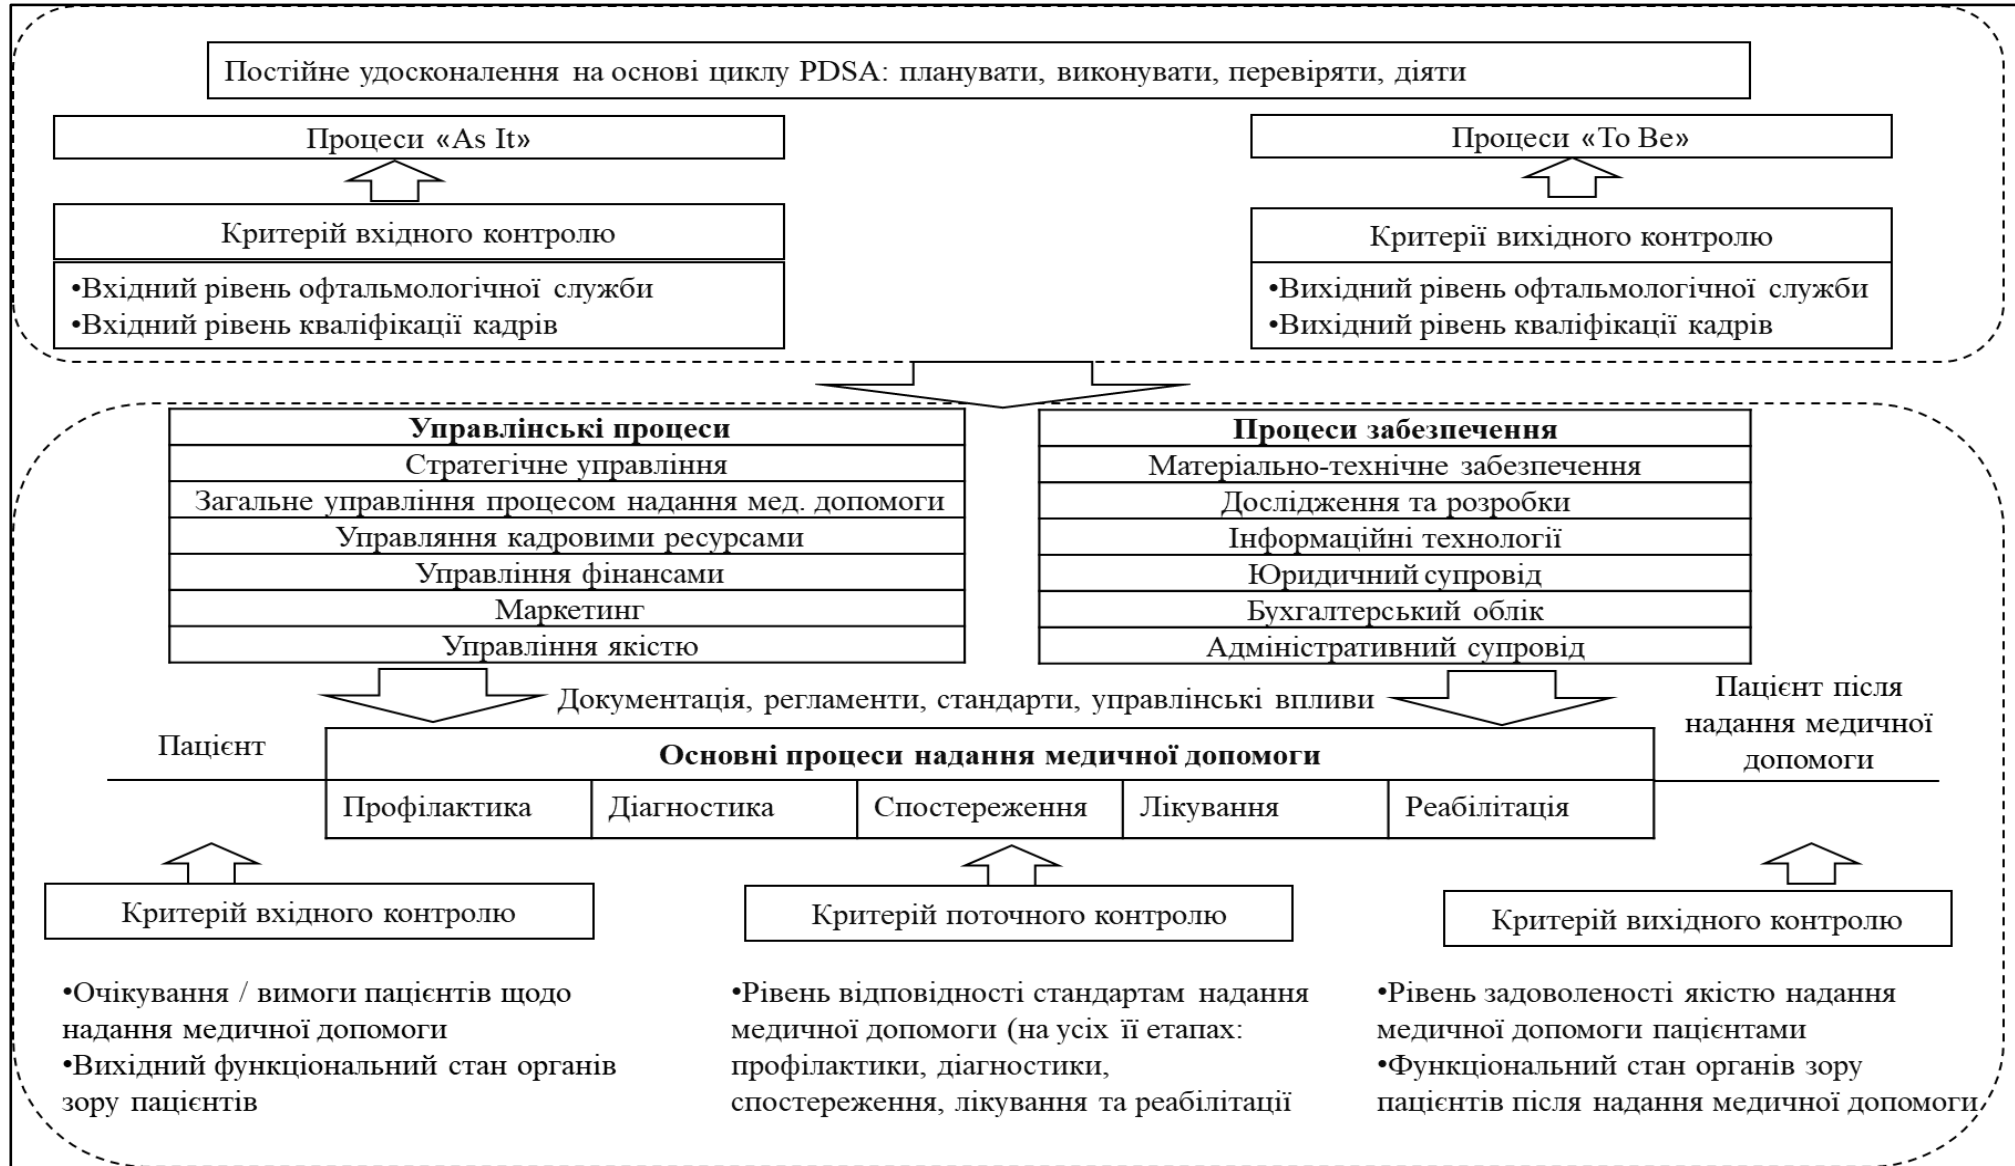 Постійне удосконалення на основі циклу PDSA: планувати, виконувати, перевіряти, діяти
Процеси «As It»
Процеси «To Be»
Критерій вхідного контролю
Критерії вихідного контролю
•Вхідний рівень офтальмологічної служби
•Вхідний рівень кваліфікації кадрів
•Вихідний рівень офтальмологічної служби
•Вихідний рівень кваліфікації кадрів
Управлінські процеси
Стратегічне управління
Загальне управління процесом надання мед. допомоги
Управляння кадровими ресурсами
Управління фінансами
Маркетинг
Управління якістю
Процеси забезпечення
Матеріально-технічне забезпечення
Дослідження та розробки
Інформаційні технології
Юридичний супровід
Бухгалтерський облік
Адміністративний супровід
Документація, регламенти, стандарти, управлінські впливи
Пацієнт
Пацієнт після
надання медичної
допомоги
Основні процеси надання медичної допомоги
Профілактика
Діагностика
Спостереження
Лікування
Реабілітація
Критерій вхідного контролю
Критерій поточного контролю
Критерій вихідного контролю
•Очікування / вимоги пацієнтів щодо
надання медичної допомоги
•Вихідний функціональний стан органів
зору пацієнтів
•Рівень відповідності стандартам надання
медичної допомоги (на усіх її етапах:
профілактики, діагностики,
спостереження, лікування та реабілітації
•Рівень задоволеності якістю надання
медичної допомоги пацієнтами
•Функціональний стан органів зору
пацієнтів після надання медичної допомоги